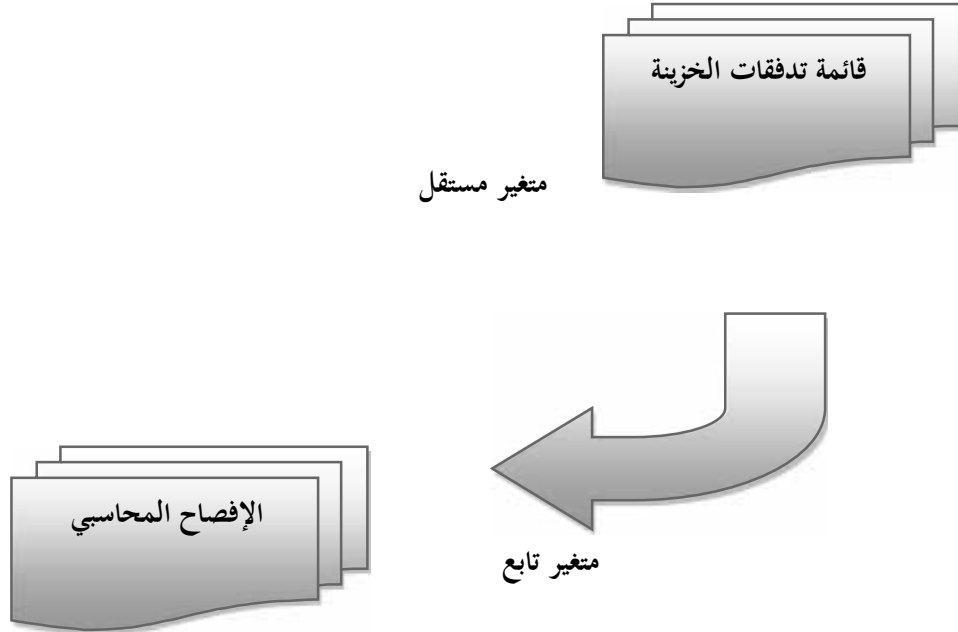 قائمة تدفقات الخزينة
متغير مستقل
الإفصاح المحاسبي
متغير تابع